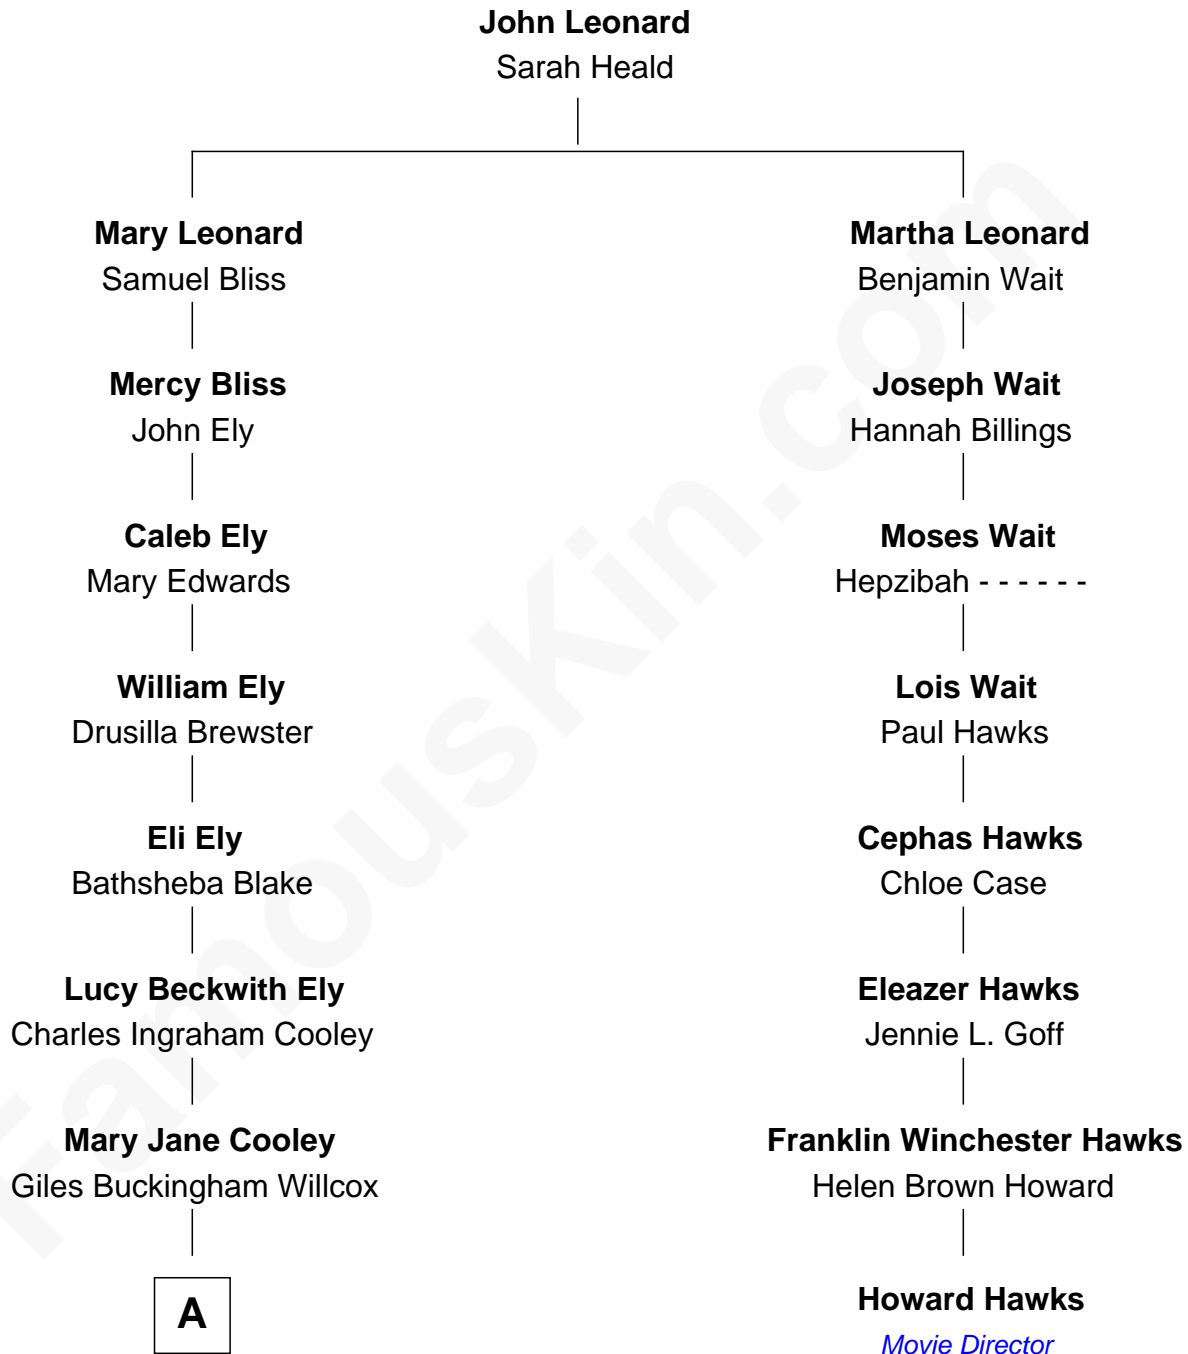 John Leonard
Sarah Heald
Mary Leonard
Samuel Bliss
Mercy Bliss
John Ely
Caleb Ely
Mary Edwards
William Ely
Drusilla Brewster
Eli Ely
Bathsheba Blake
Lucy Beckwith Ely
Charles Ingraham Cooley
Mary Jane Cooley
Giles Buckingham Willcox
A
Martha Leonard
Benjamin Wait
Joseph Wait
Hannah Billings
Moses Wait
Hepzibah - - - - - -
Lois Wait
Paul Hawks
Cephas Hawks
Chloe Case
Eleazer Hawks
Jennie L. Goff
Franklin Winchester Hawks
Helen Brown Howard
Howard Hawks
Movie Director
FamousKin.com